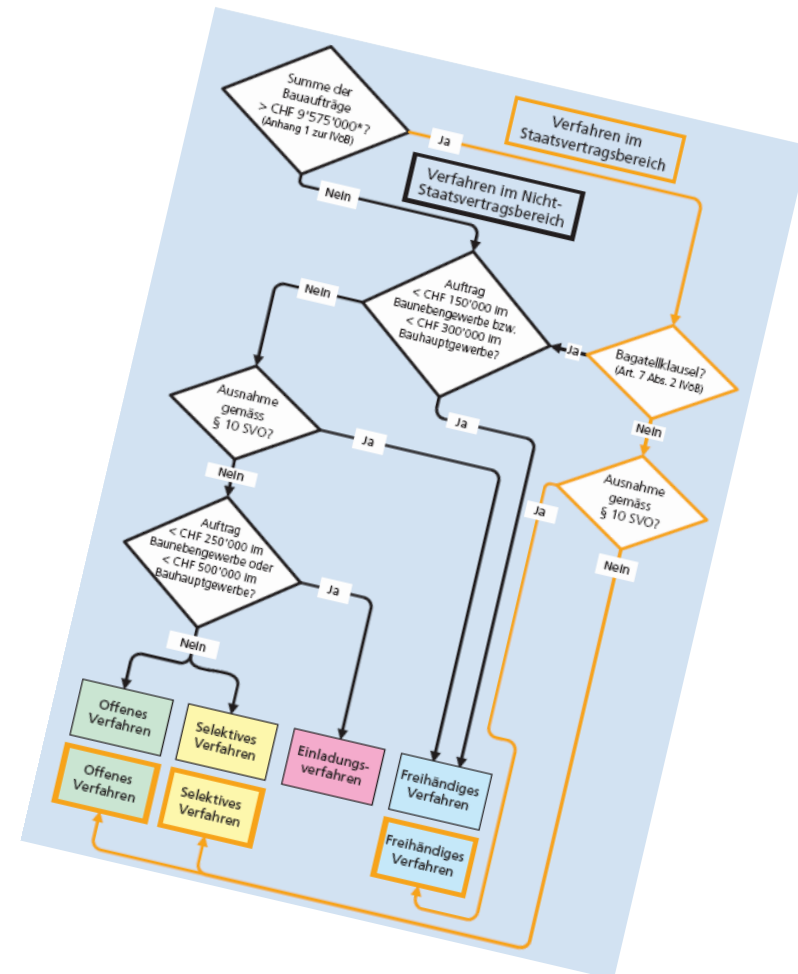 Summe der
Bauaufträge
> CHF 9'575'000*?
(Anhang 1 zur IVöB)
Ja
Verfahren im
Staatsvertragsbereich
Nein
Verfahren im Nicht-
Staatsvertragsbereich
Auftrag
< CHF 150'000 im
Baunebengewerbe bzw.
< CHF 300'000 im
Bauhauptgewerbe?
Nein
Ja
Bagatellklausel?
(Art. 7 Abs. 2 IVöB)
Ausnahme
gemäss
§ 10 SVO?
Ja
Ja
Nein
Nein
Ausnahme
gemäss
§ 10 SVO?
Ja
Nein
Auftrag
< CHF 250'000 im
Baunebengewerbe oder
< CHF 500'000 im
Bauhauptgewerbe?
Ja
Nein
Offenes
Verfahren
Selektives
Verfahren
Einladungs-
verfahren
Freihändiges
Verfahren
Offenes
Verfahren
Selektives
Verfahren
Freihändiges
Verfahren